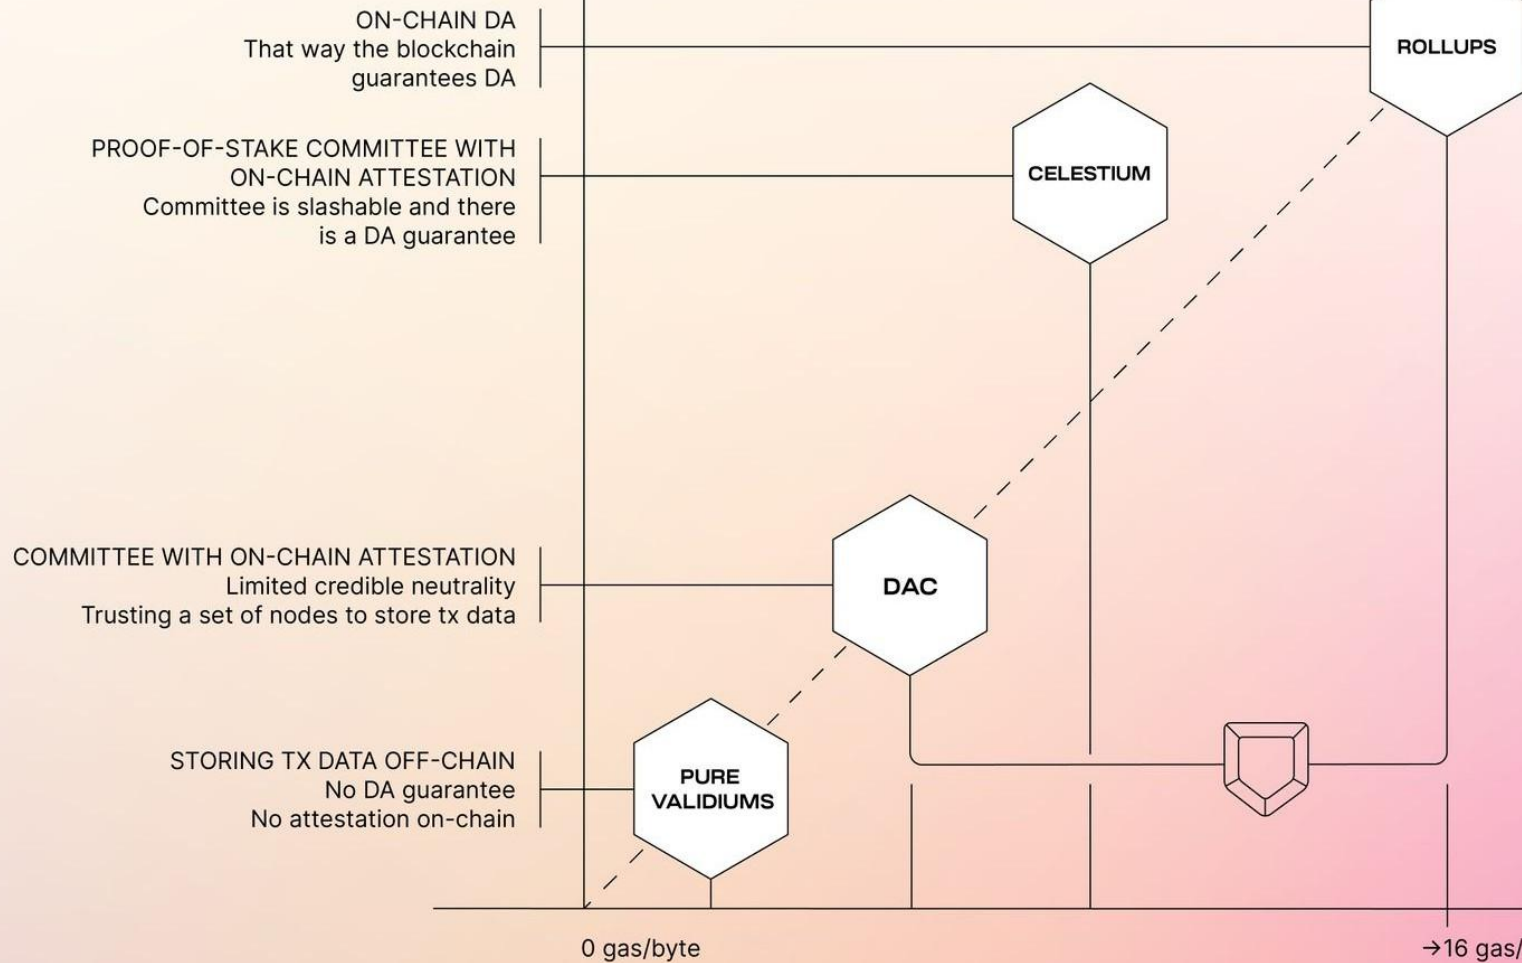 ON-CHAIN DA
That way the blockchain
guarantees DA
ROLLUPS
PROOF-OF-STAKE COMMITTEE WITH
ON-CHAIN ATTESTATION
Committee is slashable and there
is a DA guarantee
CELESTIUM
COMMITTEE WITH ON-CHAIN ATTESTATION
Limited credible neutrality
Trusting a set of nodes to store tx data
DAC
STORING TX DATA OFF-CHAIN
No DA guarantee
No attestation on-chain
PURE
VALIDIUMS
0 gas/byte
→16 gas/